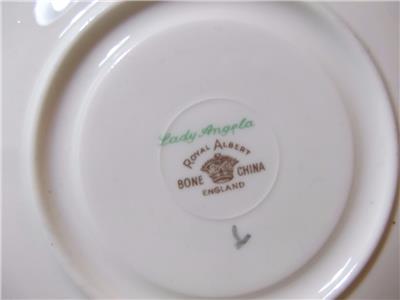 Lady Angela
ROYAL ALBERT
BONE CHINA
ENGLAND